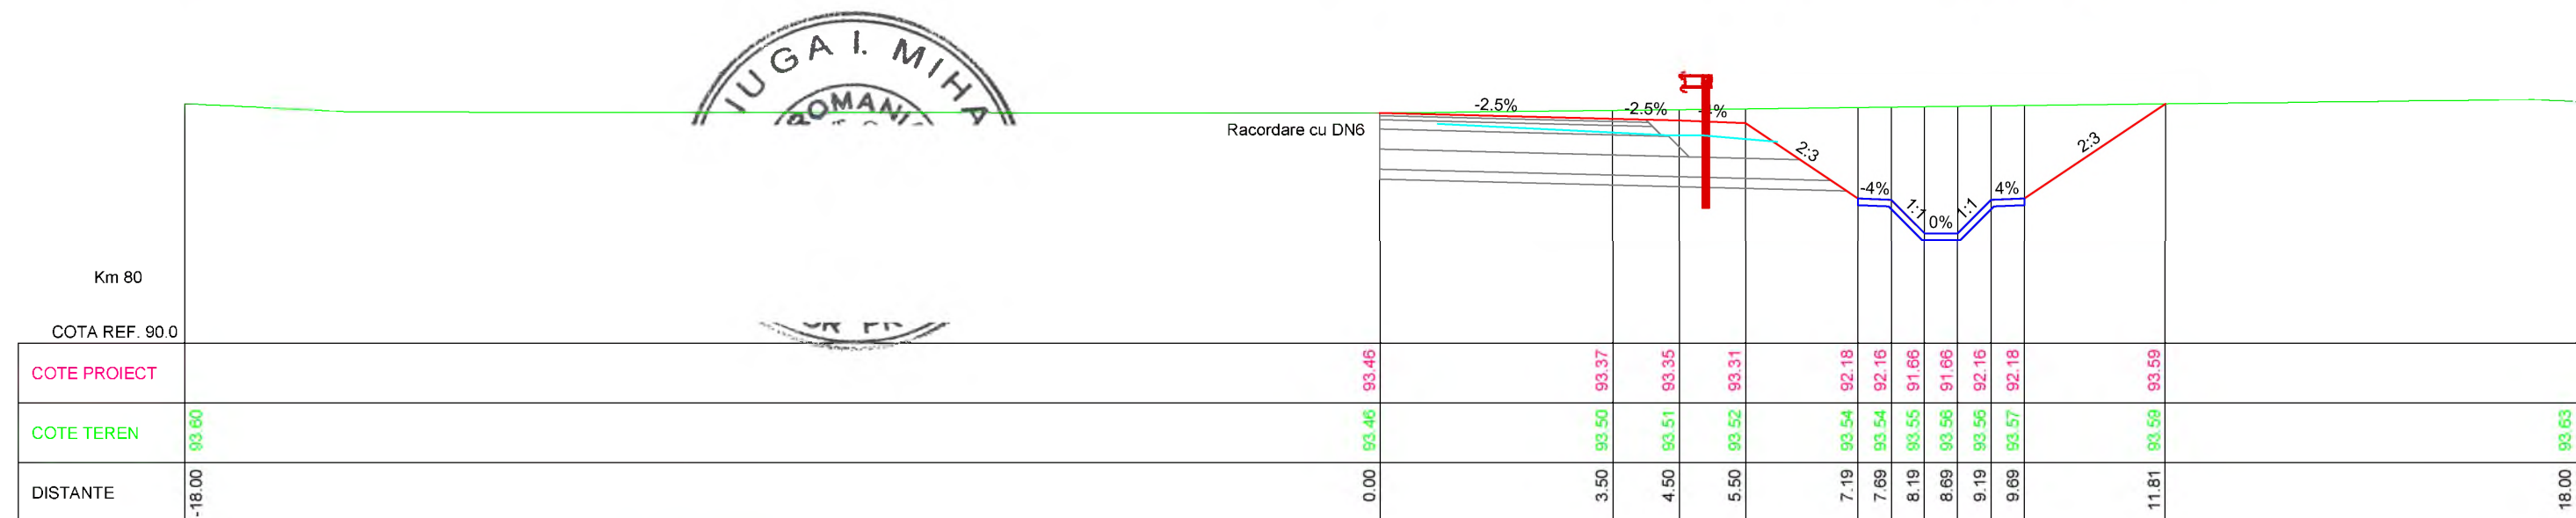 IUGA I. MIHA
ROMANI
-2.5%
-2.5%
Racordare cu DN6
2:3
-4%
1:1
0%
1:1
4%
2:3
Km 80
COTA REF. 90.0
COTE PROIECT 93.46 93.37 93.35 93.31 92.18 92.16 91.66 91.66 92.16 92.18 93.59
COTE TEREN 93.60 93.46 93.50 93.51 93.52 93.54 93.54 93.55 93.56 93.56 93.57 93.59 93.63
DISTANTE -18.00 0.00 3.50 4.50 5.50 7.19 7.69 8.19 8.69 9.19 9.69 11.81 18.00